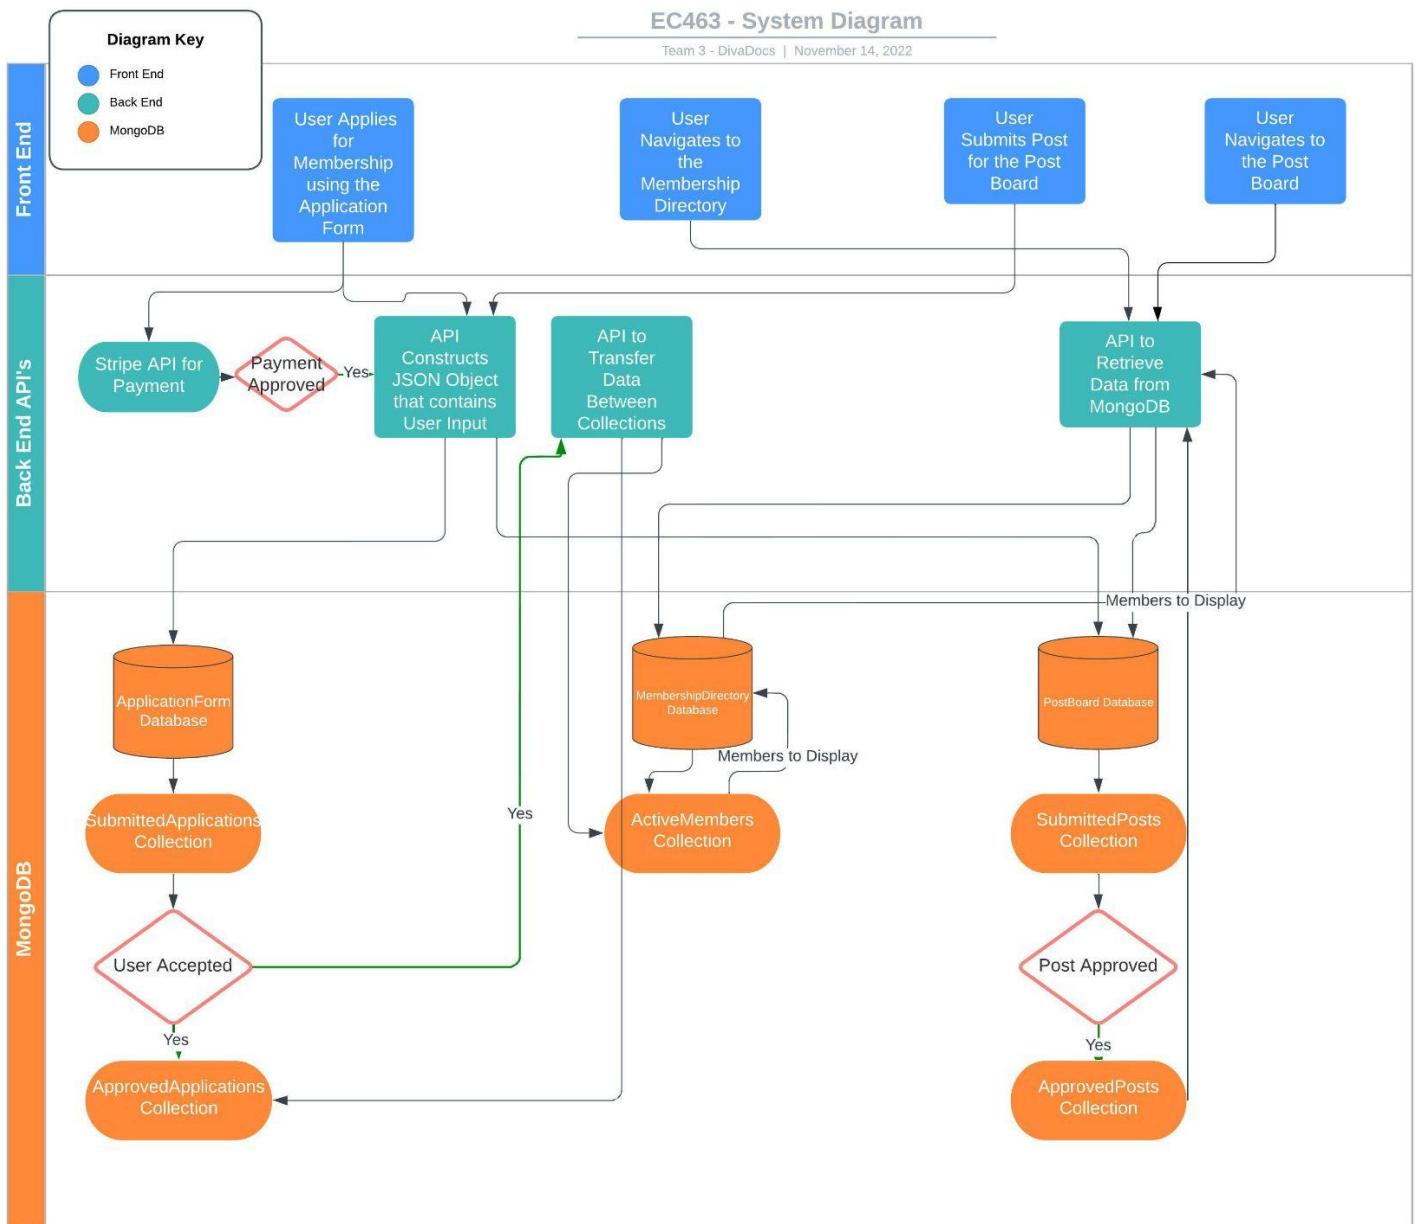 EC463 - System Diagram
Team 3 - DivaDocs | November 14, 2022
Diagram Key
Front End
Back End
MongoDB
Front End
User Applies
for
Membership
using the
Application
Form
User
Navigates to
the
Membership
Directory
User
Submits Post
for the Post
Board
User
Navigates to
the Post
Board
Back End API's
Stripe API for
Payment
Payment
Approved
Yes
API
Constructs
JSON Object
that contains
User Input
API to
Transfer
Data
Between
Collections
API to
Retrieve
Data from
MongoDB
MongoDB
Members to Display
ApplicationForm
Database
MembershipDirectory
Database
PostBoard Database
Members to Display
SubmittedApplications
Collection
Yes
ActiveMembers
Collection
SubmittedPosts
Collection
User Accepted
Post Approved
Yes
Yes
ApprovedApplications
Collection
ApprovedPosts
Collection